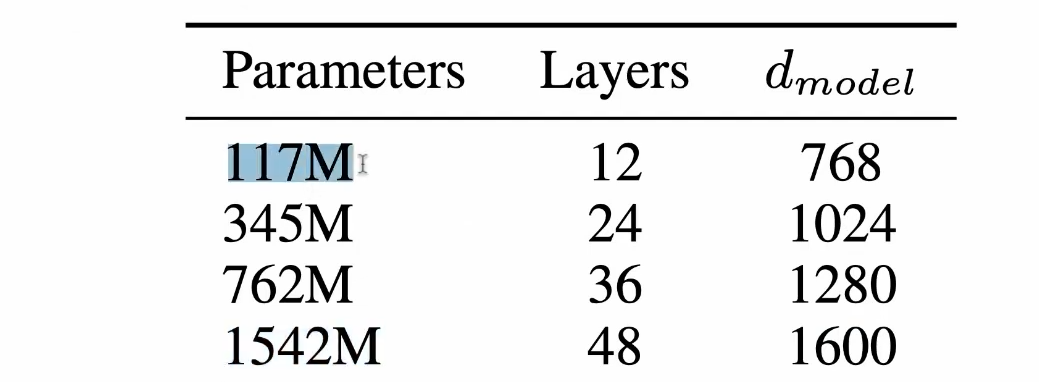 Parameters Layers d_model
117M 12 768
345M 24 1024
762M 36 1280
1542M 48 1600